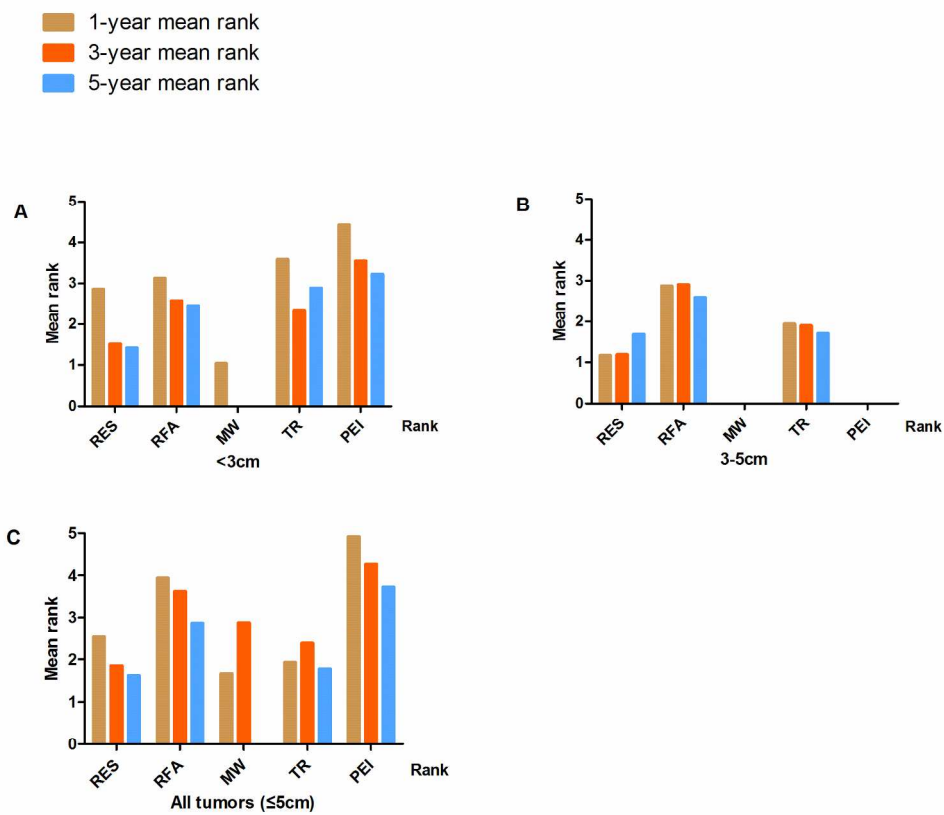 1-year mean rank
3-year mean rank
5-year mean rank
A
Mean rank
5
4
3
2
1
0
RES
RFA
MW
TR
PEI
Rank
<3cm
B
Mean rank
5
4
3
2
1
0
RES
RFA
MW
TR
PEI
Rank
3-5cm
C
Mean rank
5
4
3
2
1
0
RES
RFA
MW
TR
PEI
Rank
All tumors (≤5cm)